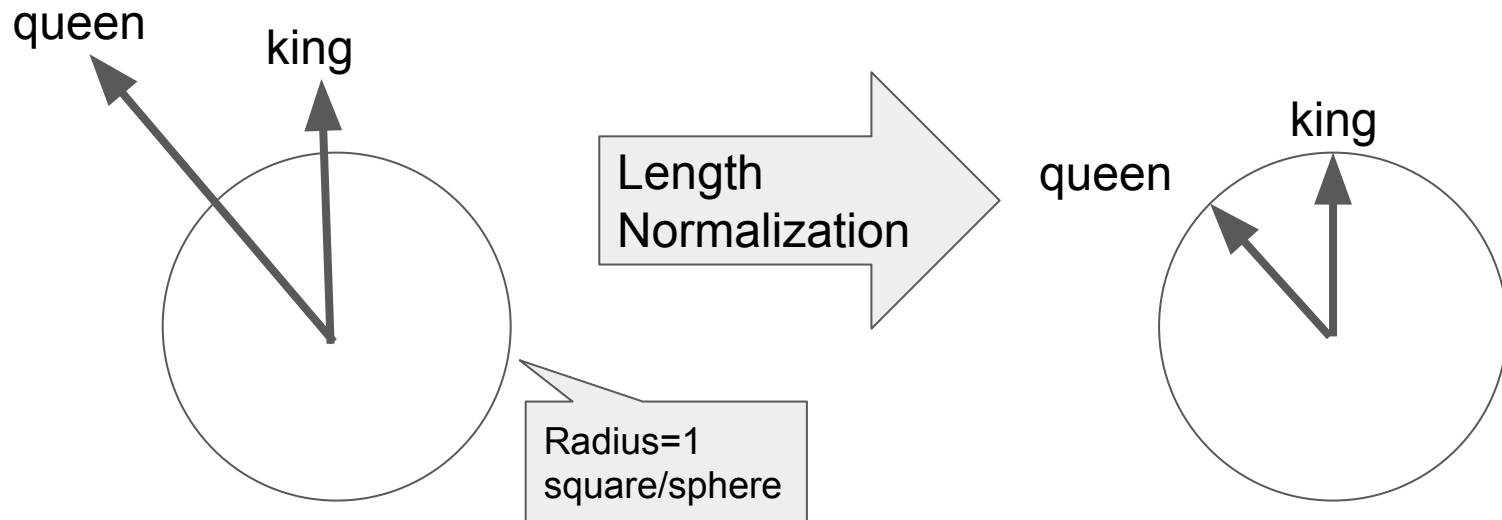 queen
king
Length
Normalization
king
queen
Radius=1
square/sphere